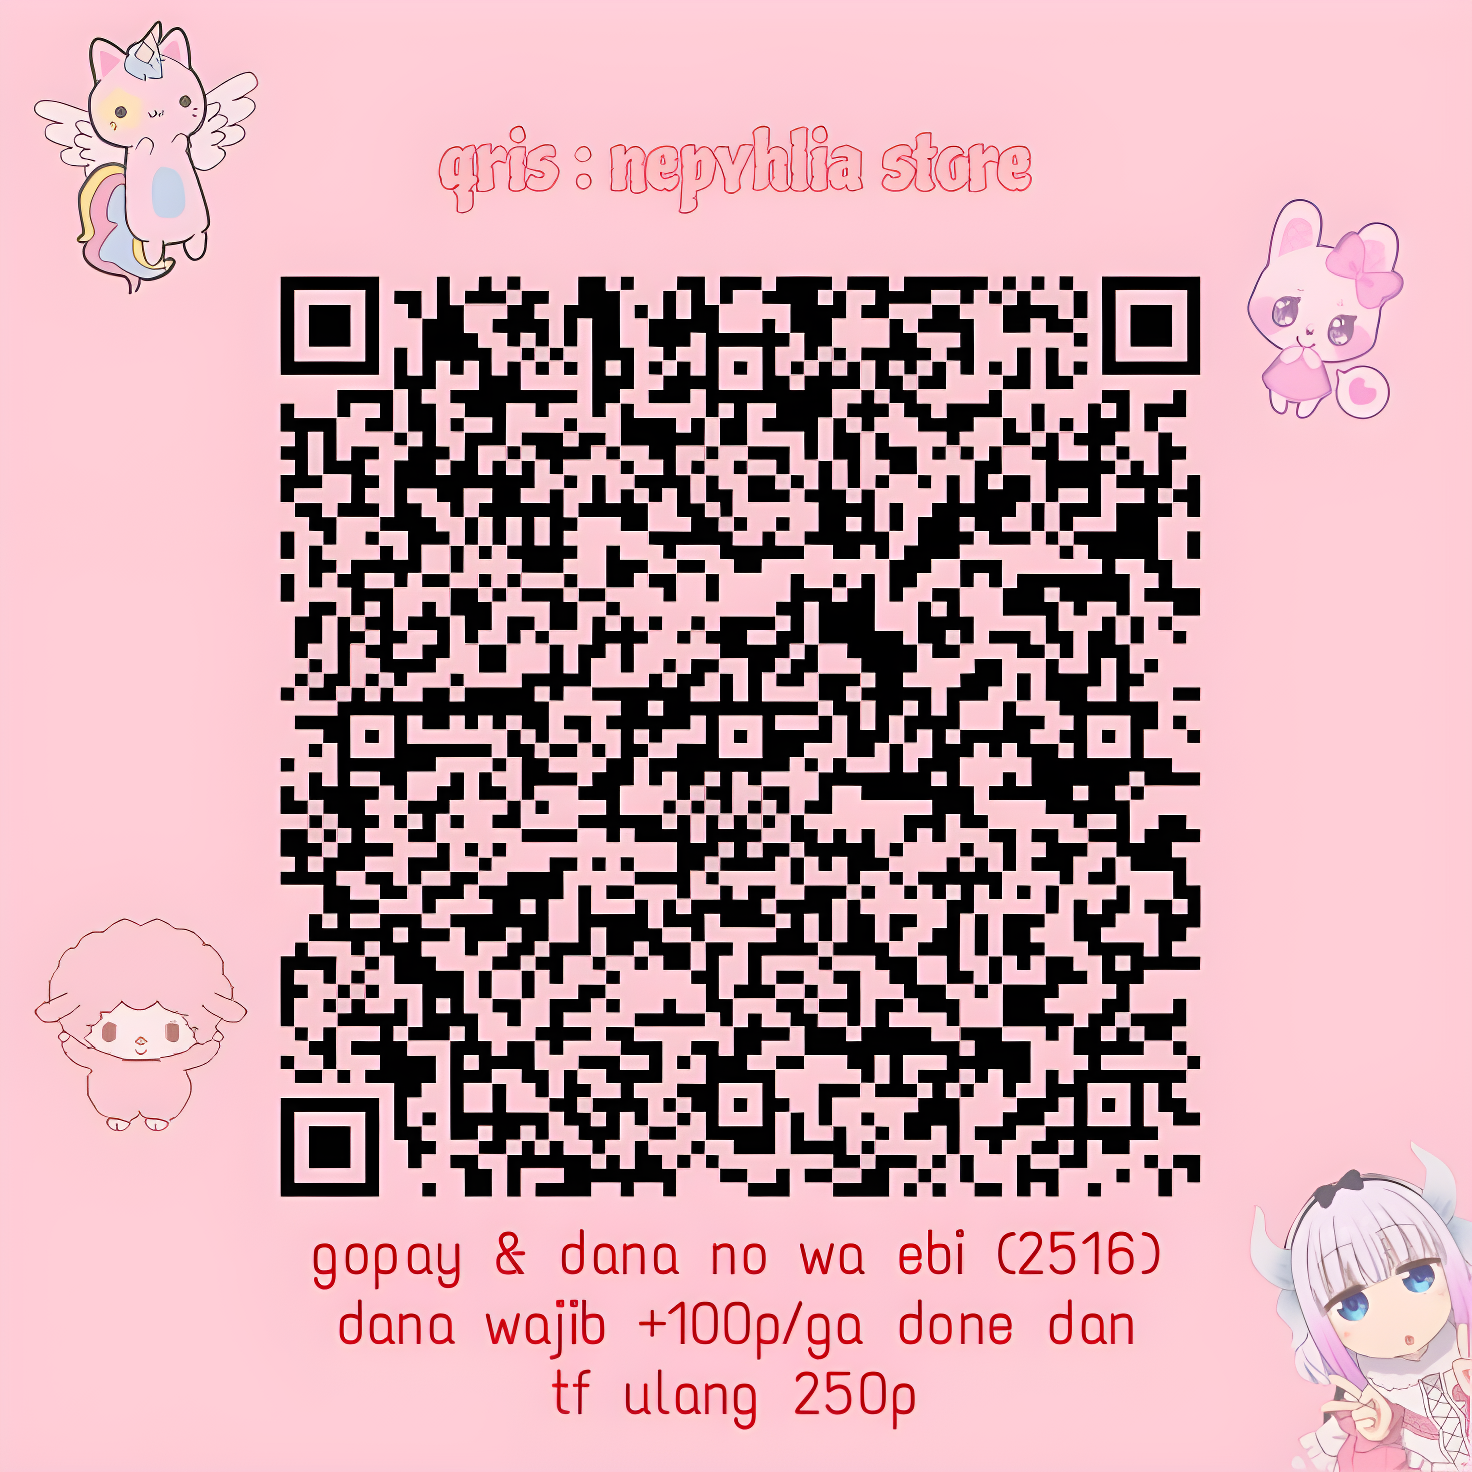 qris : nepyhlia store
gopay & dana no wa ebi (2516)
dana wajib +100p/ga done dan
tf ulang 250p